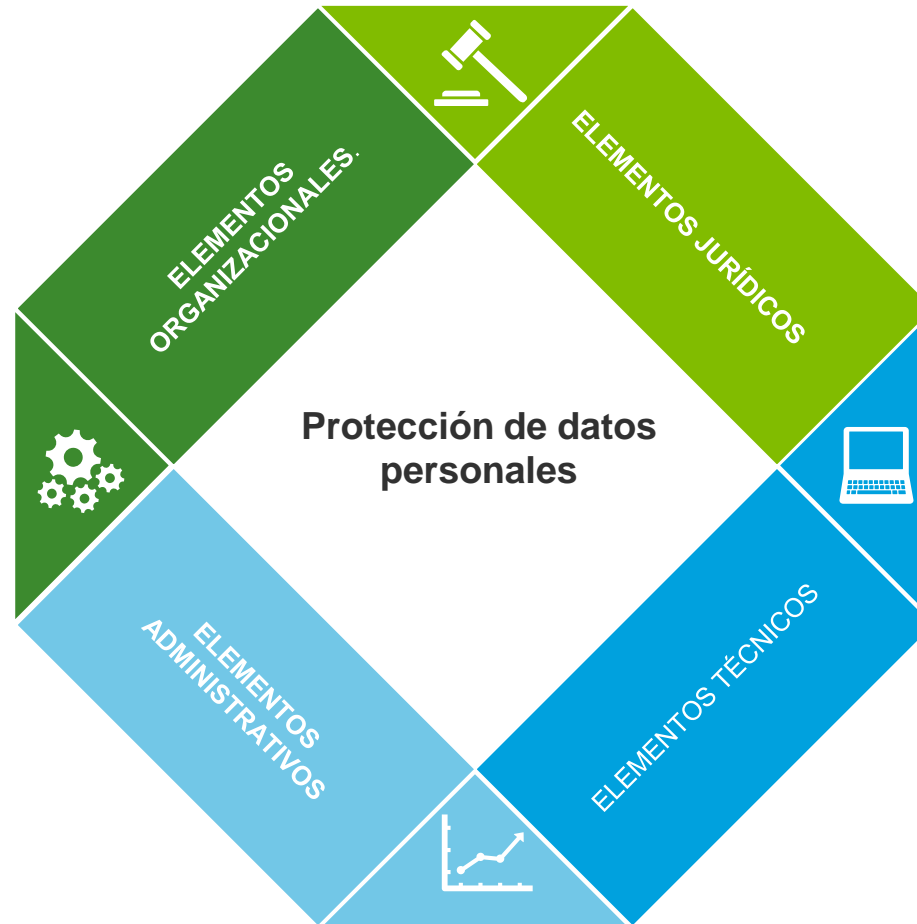 ELEMENTOS
ORGANIZACIONALES.
ELEMENTOS JURÍDICOS
Protección de datos
personales
ELEMENTOS
ADMINISTRATIVOS
ELEMENTOS TÉCNICOS